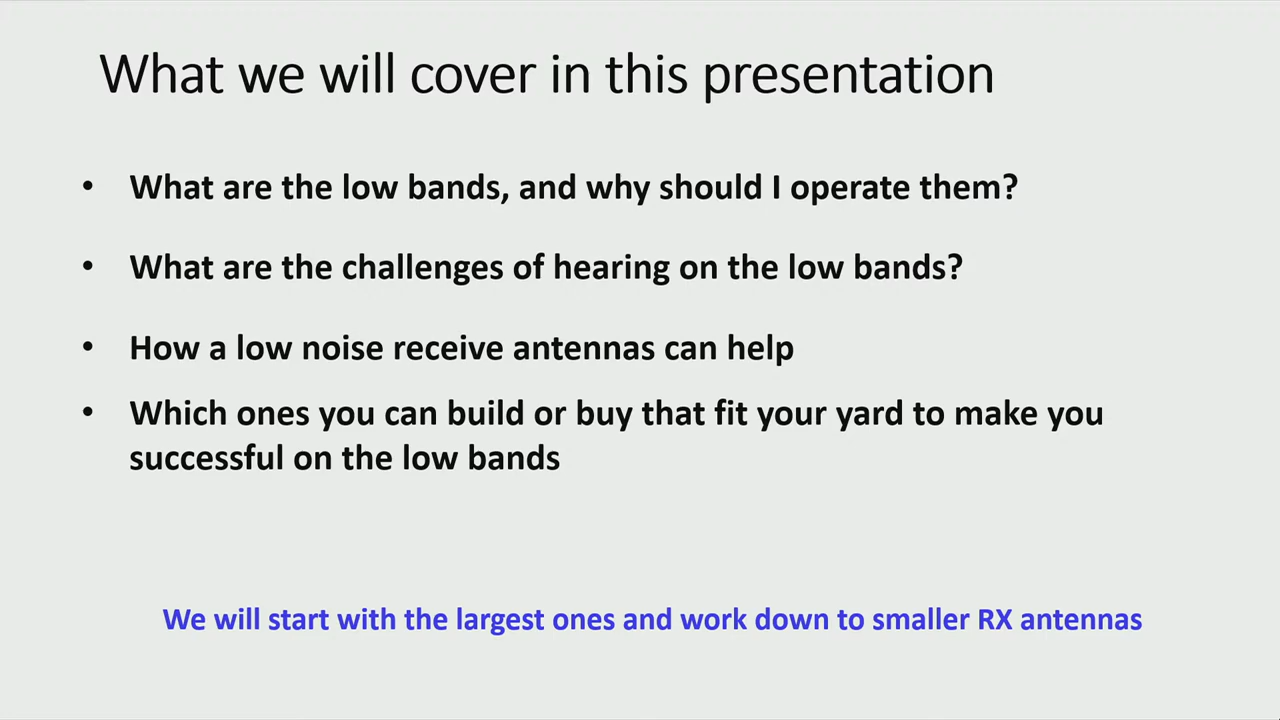 What we will cover in this presentation
• What are the low bands, and why should I operate them?
• What are the challenges of hearing on the low bands?
• How a low noise receive antennas can help
• Which ones you can build or buy that fit your yard to make you
successful on the low bands
We will start with the largest ones and work down to smaller RX antennas